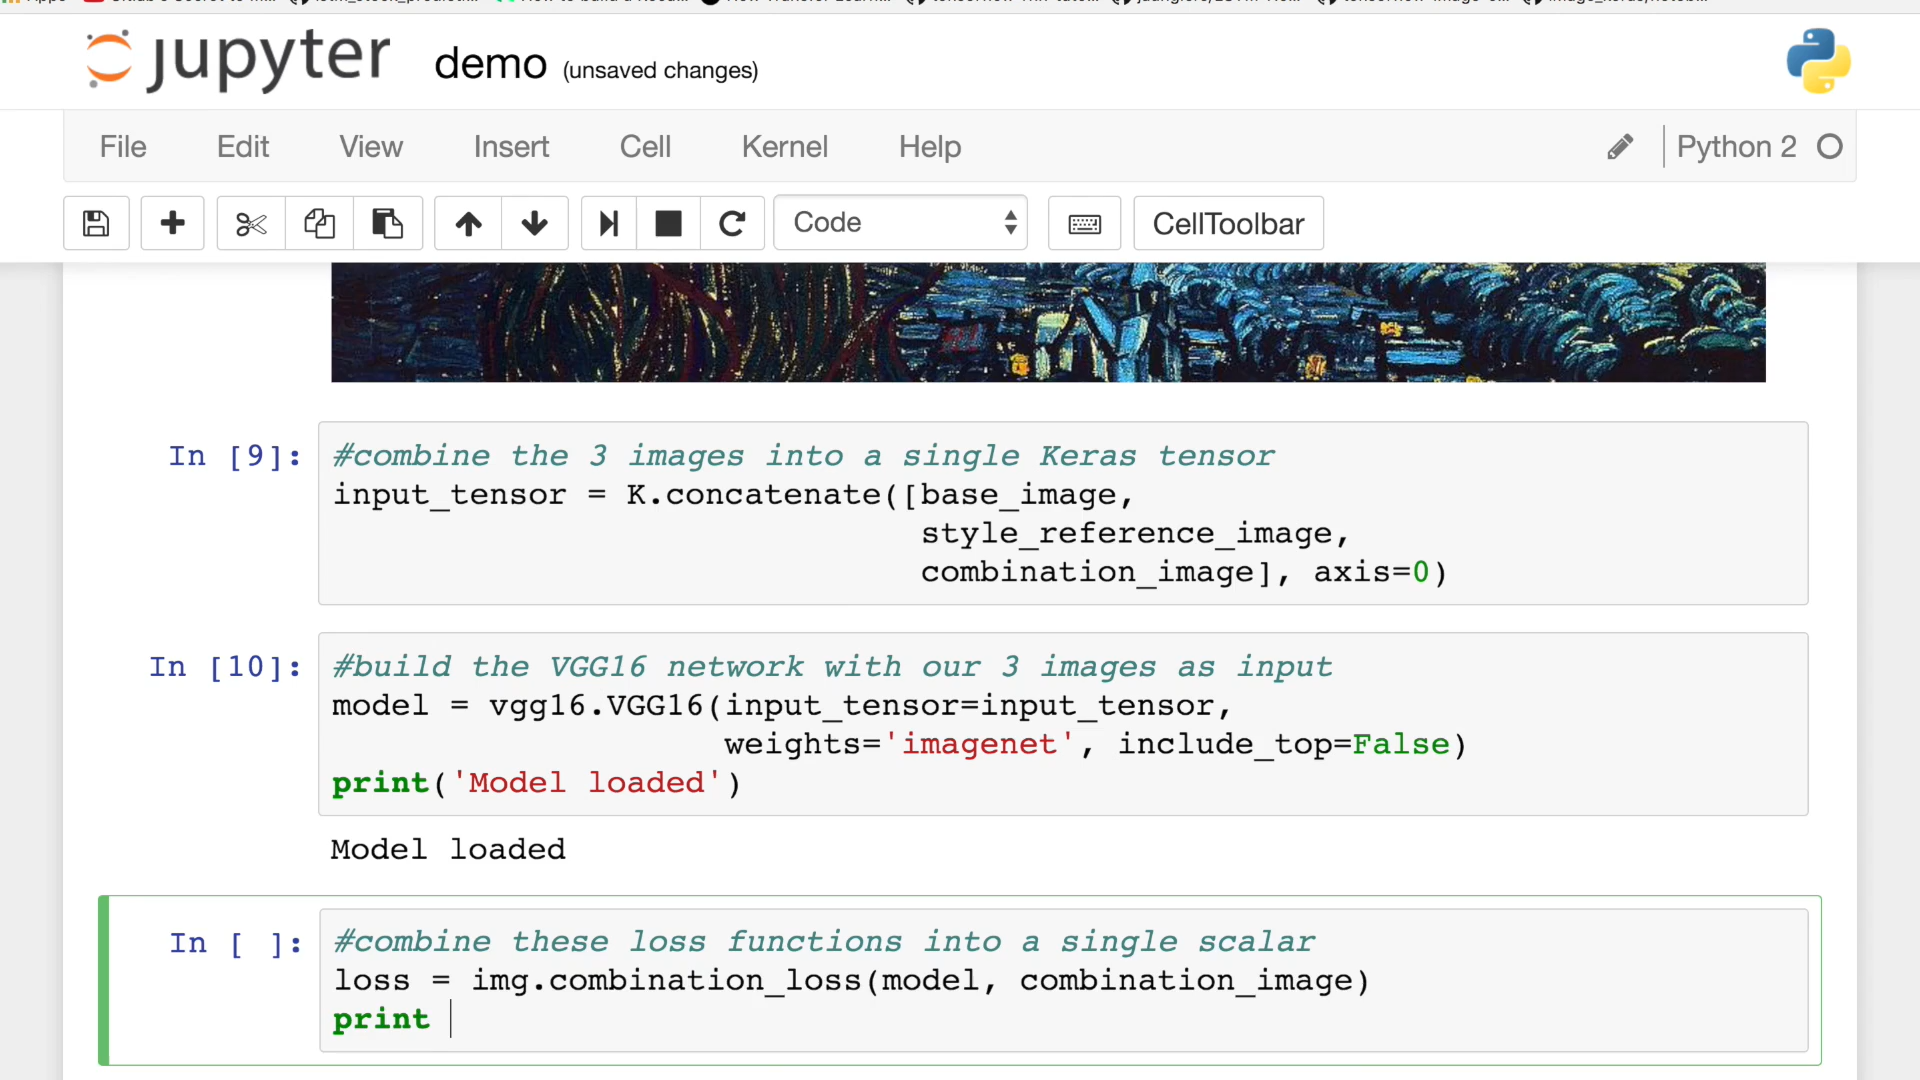 jupyter demo (unsaved changes)
File Edit View Insert Cell Kernel Help Python 2
Code CellToolbar
In [9]: #combine the 3 images into a single Keras tensor
input_tensor = K.concatenate([base_image,
style_reference_image,
combination_image], axis=0)
In [10]: #build the VGG16 network with our 3 images as input
model = vgg16.VGG16(input_tensor=input_tensor,
weights='imagenet', include_top=False)
print('Model loaded')
Model loaded
In [ ]: #combine these loss functions into a single scalar
loss = img.combination_loss(model, combination_image)
print